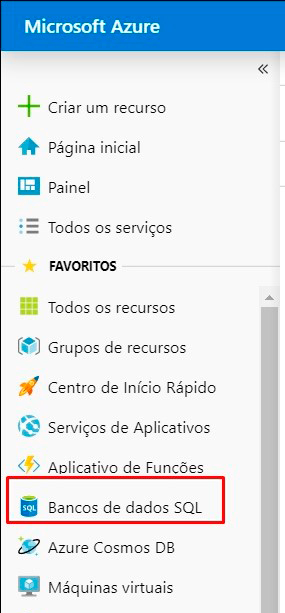 Microsoft Azure
«
Criar um recurso
Página inicial
Painel
Todos os serviços
FAVORITOS
Todos os recursos
Grupos de recursos
Centro de Início Rápido
Serviços de Aplicativos
Aplicativo de Funções
SQL Bancos de dados SQL
Azure Cosmos DB
Máquinas virtuais